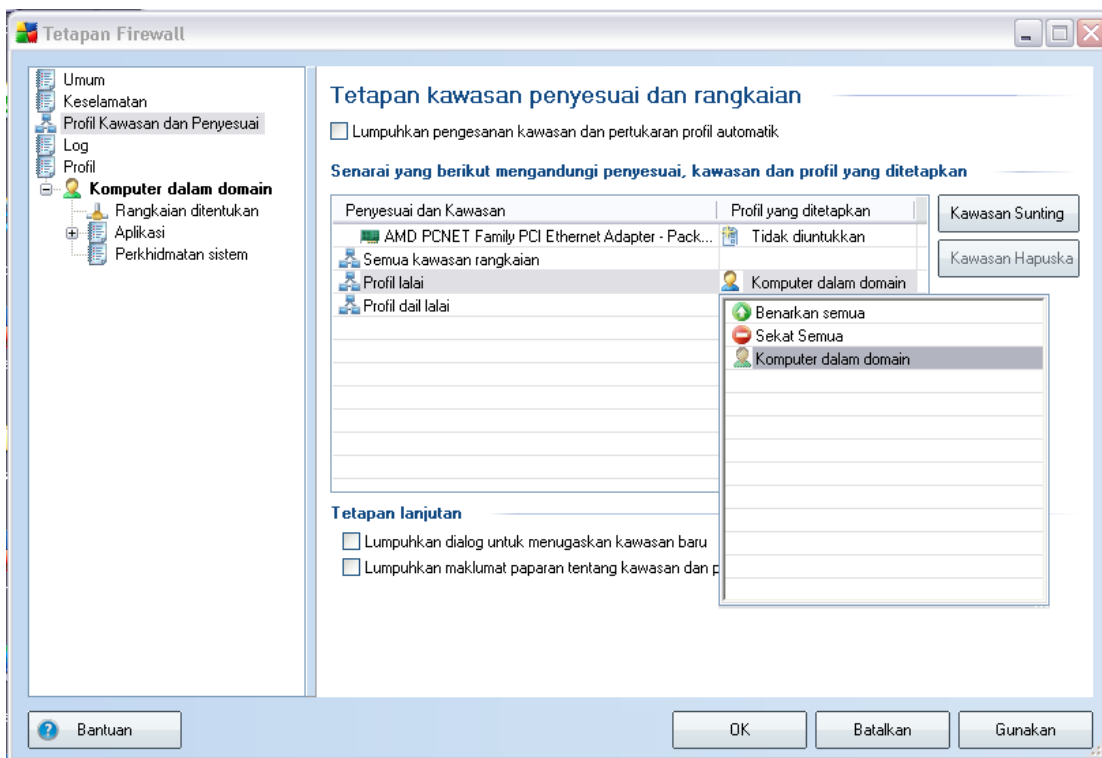 Tetapan Firewall
Umum
Keselamatan
Profil Kawasan dan Penyesuai
Log
Profil
Komputer dalam domain
Rangkaian ditentukan
Aplikasi
Perkhidmatan sistem
Tetapan kawasan penyesuai dan rangkaian
Lumpuhkan pengesanan kawasan dan pertukaran profil automatik
Senarai yang berikut mengandungi penyesuai, kawasan dan profil yang ditetapkan
Penyesuai dan Kawasan Profil yang ditetapkan
AMD PCNET Family PCI Ethernet Adapter - Pack... Tidak diuntukkan
Semua kawasan rangkaian
Profil lalai Komputer dalam domain
Profil dail lalai
Benarkan semua
Sekat Semua
Komputer dalam domain
Kawasan Sunting
Kawasan Hapuska
Tetapan lanjutan
Lumpuhkan dialog untuk menugaskan kawasan baru
Lumpuhkan maklumat paparan tentang kawasan dan p
Bantuan
OK
Batalkan
Gunakan